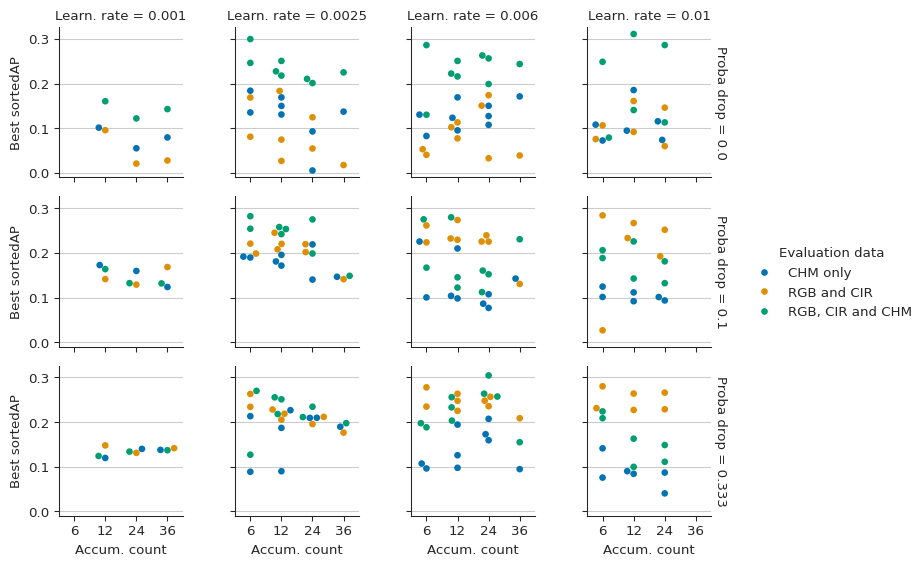 Learn. rate = 0.001
Learn. rate = 0.0025
Learn. rate = 0.006
Learn. rate = 0.01
Best sortedAP
0.3
0.2
0.1
0.0
Proba drop = 0.0
Best sortedAP
0.3
0.2
0.1
0.0
Proba drop = 0.1
Evaluation data
CHM only
RGB and CIR
RGB, CIR and CHM
Best sortedAP
0.3
0.2
0.1
0.0
Proba drop = 0.333
6 12 24 36
6 12 24 36
6 12 24 36
6 12 24 36
Accum. count
Accum. count
Accum. count
Accum. count